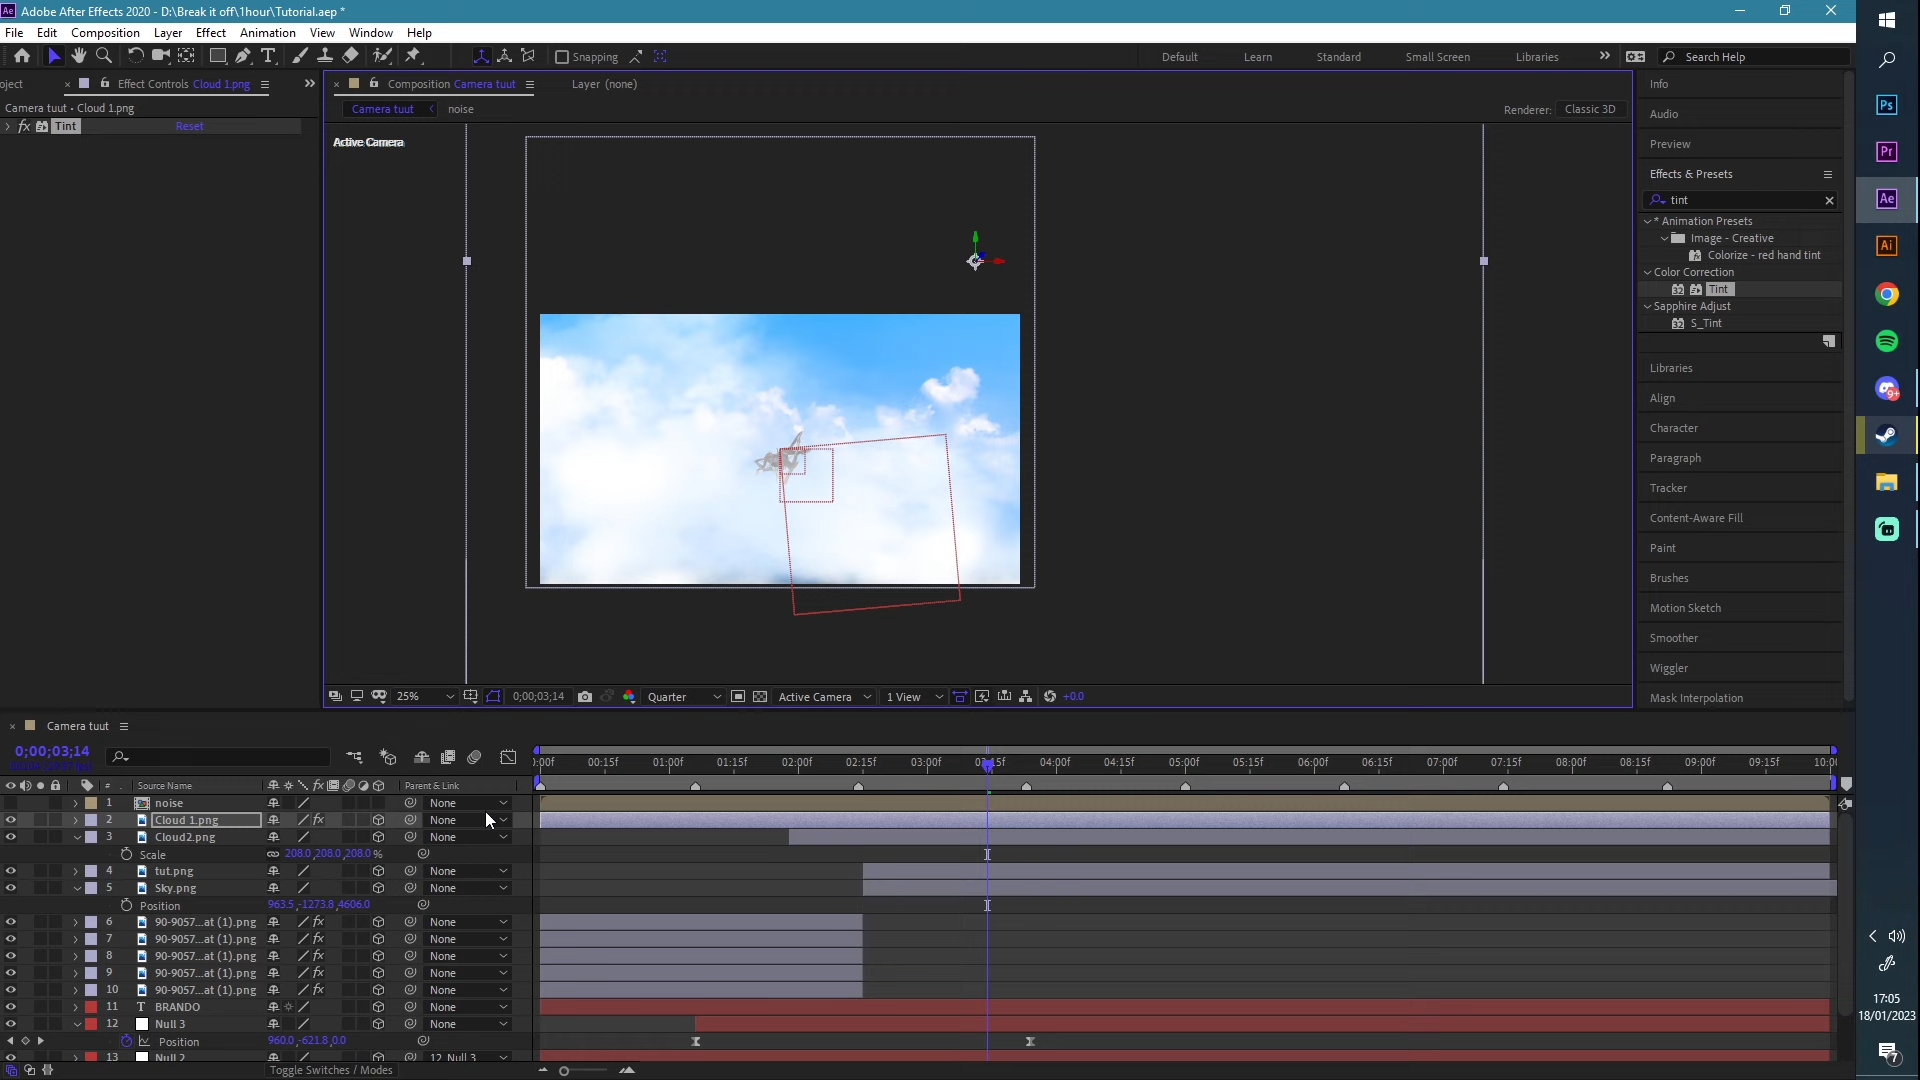 Ae Adobe After Effects 2020 - D:\Break it off\1hour\Tutorial.aep *
File Edit Composition Layer Effect Animation View Window Help
Snapping Default Learn Standard Small Screen Libraries Search Help
oject Effect Controls Cloud 1.png Composition Camera tuut Layer (none) Info
Camera tuut • Cloud 1.png Camera tuut noise Renderer: Classic 3D
Audio
fx Tint Reset
Active Camera Preview
Effects & Presets
tint
* Animation Presets
Image - Creative
Colorize - red hand tint
Color Correction
32 Tint
Sapphire Adjust
32 S_Tint
Libraries
Align
Character
Paragraph
Tracker
Content-Aware Fill
Paint
Brushes
Motion Sketch
Smoother
Wiggler
Mask Interpolation
25% 0;00;03;14 Quarter Active Camera 1 View +0.0
Camera tuut
0;00;03;14
:00f 00:15f 01:00f 01:15f 02:00f 02:15f 03:00f 04:00f 04:15f 05:00f 05:15f 06:00f 06:15f 07:00f 07:15f 08:00f 08:15f 09:00f 09:15f 10:00
# Source Name fx Parent & Link
1 noise None
2 Cloud 1.png fx None
3 Cloud2.png None
Scale 208.0,208.0,208.0%
4 tut.png None
5 Sky.png None
Position 963.5,-1273.8,4606.0
6 90-9057...at (1).png fx None
7 90-9057...at (1).png fx None
8 90-9057...at (1).png fx None
9 90-9057...at (1).png fx None
10 90-9057...at (1).png fx None
11 T BRANDO None
12 Null 3 None
Position 960.0,-621.8,0.0
13 Null 2 12. Null 3
Toggle Switches / Modes
Ps
Pr
Ae
Ai
9+
17:05
18/01/2023
7